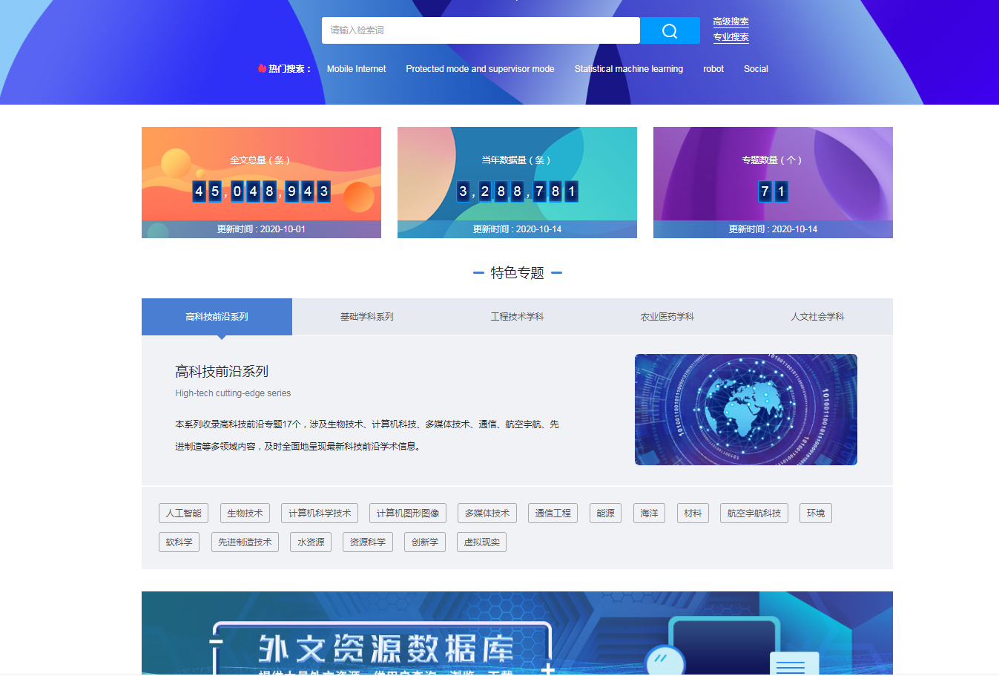 请输入检索词
高级搜索
专业搜索
热门搜索： Mobile Internet Protected mode and supervisor mode Statistical machine learning robot Social
全文总量（条）
45,048,943
更新时间 : 2020-10-01
当年数据量（条）
3,288,781
更新时间 : 2020-10-14
专题数量（个）
71
更新时间 : 2020-10-14
特色专题
高科技前沿系列 基础学科系列 工程技术学科 农业医药学科 人文社会学科
高科技前沿系列
High-tech cutting-edge series
本系列收录高科技前沿专题17个，涉及生物技术、计算机科技、多媒体技术、通信、航空宇航、先
进制造等多领域内容，及时全面地呈现最新科技前沿学术信息。
人工智能 生物技术 计算机科学技术 计算机图形图像 多媒体技术 通信工程 能源 海洋 材料 航空宇航科技 环境
软科学 先进制造技术 水资源 资源科学 创新学 虚拟现实
外文资源数据库